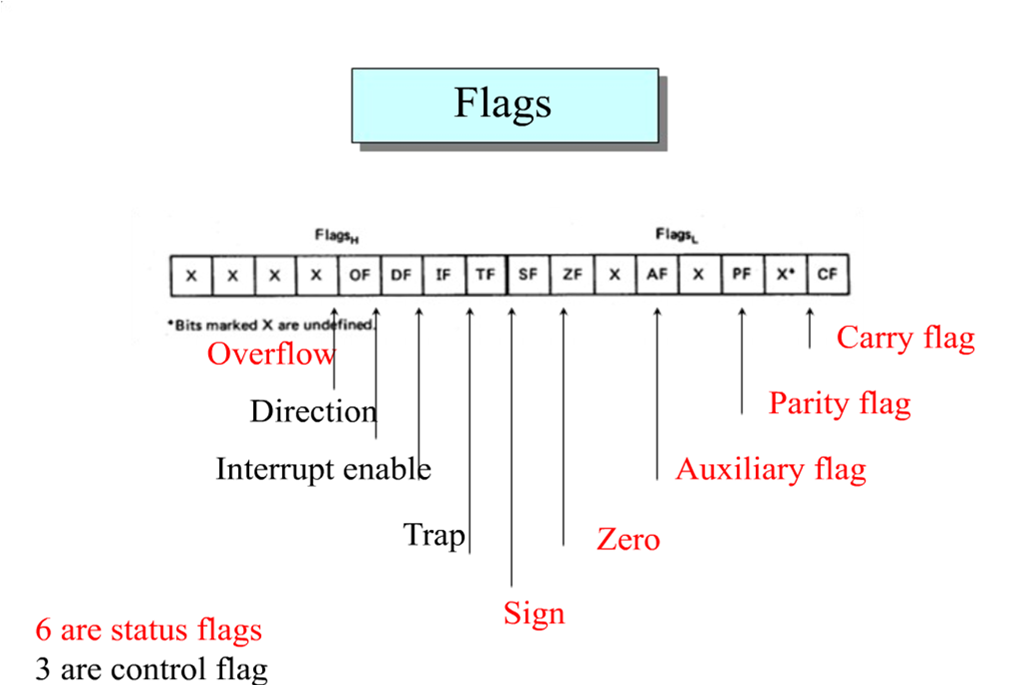 Flags
FlagsH FlagsL
X X X X OF DF IF TF SF ZF X AF X PF X* CF
*Bits marked X are undefined.
Overflow
Carry flag
Direction
Parity flag
Interrupt enable
Auxiliary flag
Trap
Zero
Sign
6 are status flags
3 are control flag